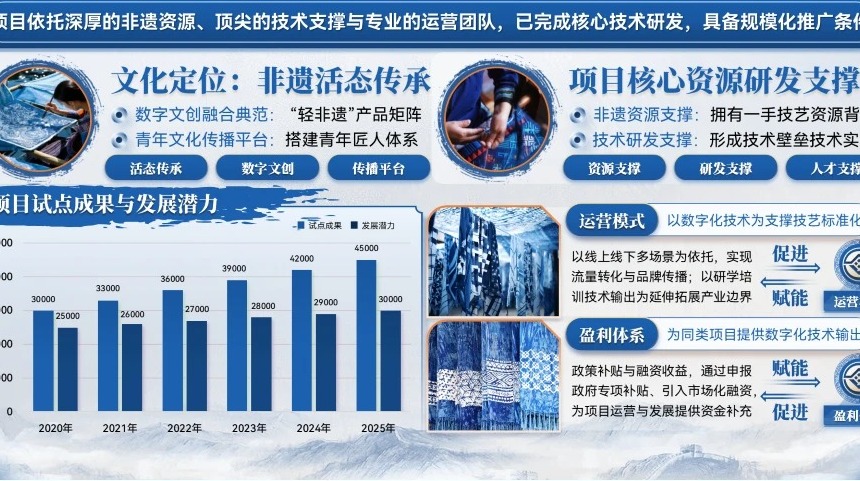 项目依托深厚的非遗资源、顶尖的技术支撑与专业的运营团队，已完成核心技术研发，具备规模化推广条件
文化定位：非遗活态传承
数字文创融合典范：“轻非遗”产品矩阵
青年文化传播平台：搭建青年匠人体系
活态传承 数字文创 传播平台
项目核心资源研发支撑
非遗资源支撑：拥有一手技艺资源背
技术研发支撑：形成技术壁垒技术实
资源支撑 研发支撑 人才支撑
项目试点成果与发展潜力
试点成果 发展潜力
30000 25000
33000 26000
36000 27000
39000 28000
42000 29000
45000 30000
0
2020年 2021年 2022年 2023年 2024年 2025年
运营模式 以数字化技术为支撑技艺标准化
以线上线下多场景为依托，实现
流量转化与品牌传播；以研学培
训技术输出为延伸拓展产业边界
促进
赋能
运营
盈利体系 为同类项目提供数字化技术输出
政策补贴与融资收益，通过申报
政府专项补贴、引入市场化融资，
为项目运营与发展提供资金补充
赋能
促进
盈利